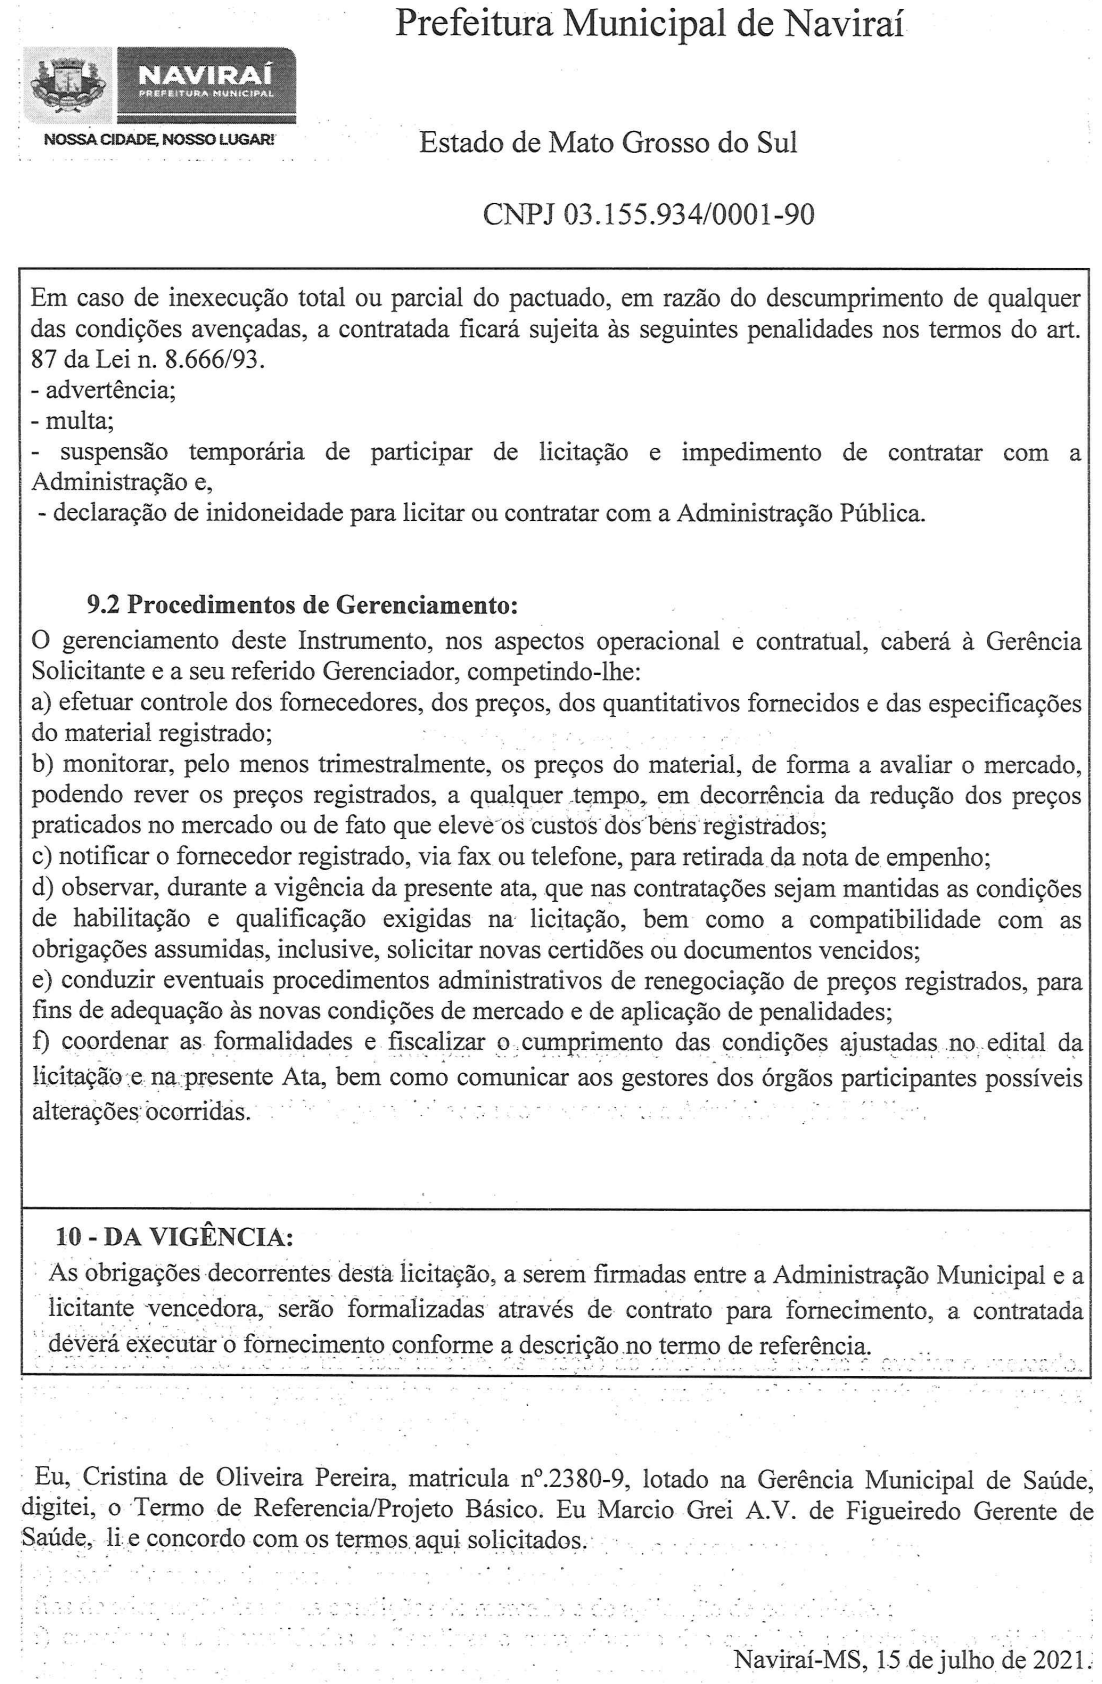 Prefeitura Municipal de Naviraí
NAVIRAÍ
PREFEITURA MUNICIPAL
NOSSA CIDADE, NOSSO LUGAR!
Estado de Mato Grosso do Sul
CNPJ 03.155.934/0001-90
Em caso de inexecução total ou parcial do pactuado, em razão do descumprimento de qualquer
das condições avençadas, a contratada ficará sujeita às seguintes penalidades nos termos do art.
87 da Lei n. 8.666/93.
- advertência;
- multa;
- suspensão temporária de participar de licitação e impedimento de contratar com a
Administração e,
- declaração de inidoneidade para licitar ou contratar com a Administração Pública.
9.2 Procedimentos de Gerenciamento:
O gerenciamento deste Instrumento, nos aspectos operacional e contratual, caberá à Gerência
Solicitante e a seu referido Gerenciador, competindo-lhe:
a) efetuar controle dos fornecedores, dos preços, dos quantitativos fornecidos e das especificações
do material registrado;
b) monitorar, pelo menos trimestralmente, os preços do material, de forma a avaliar o mercado,
podendo rever os preços registrados, a qualquer tempo, em decorrência da redução dos preços
praticados no mercado ou de fato que eleve os custos dos bens registrados;
c) notificar o fornecedor registrado, via fax ou telefone, para retirada da nota de empenho;
d) observar, durante a vigência da presente ata, que nas contratações sejam mantidas as condições
de habilitação e qualificação exigidas na licitação, bem como a compatibilidade com as
obrigações assumidas, inclusive, solicitar novas certidões ou documentos vencidos;
e) conduzir eventuais procedimentos administrativos de renegociação de preços registrados, para
fins de adequação às novas condições de mercado e de aplicação de penalidades;
f) coordenar as formalidades e fiscalizar o cumprimento das condições ajustadas no edital da
licitação e na presente Ata, bem como comunicar aos gestores dos órgãos participantes possíveis
alterações ocorridas.
10 - DA VIGÊNCIA:
As obrigações decorrentes desta licitação, a serem firmadas entre a Administração Municipal e a
licitante vencedora, serão formalizadas através de contrato para fornecimento, a contratada
deverá executar o fornecimento conforme a descrição no termo de referência.
Eu, Cristina de Oliveira Pereira, matricula nº.2380-9, lotado na Gerência Municipal de Saúde,
digitei, o Termo de Referencia/Projeto Básico. Eu Marcio Grei A.V. de Figueiredo Gerente de
Saúde, li e concordo com os termos aqui solicitados.
Naviraí-MS, 15 de julho de 2021.